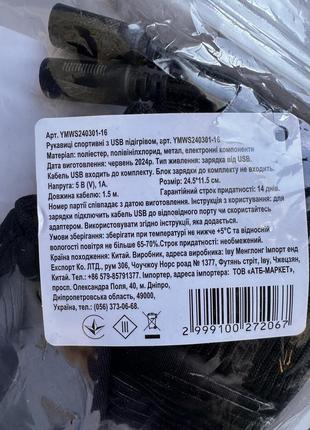 Арт. YMWS240301-16
Рукавиці спортивні з USB підігрівом, арт. YMWS240301-16
Матеріал: поліестер, полівінілхлорид, метал, електронні компоненти
Дата виготовлення: червень 2024р. Тип живлення: зарядка від USB.
Кабель USB входить до комплекту. Блок зарядки до комплекту не входить.
Напруга: 5 В (V), 1А. Розмір: 24.5*11.5 см.
Довжина кабелю: 1.5 м. Гарантійний строк придатності: 14 днів.
Номер партії співпадає з датою виготовлення. Інструкція з користування: для
зарядки підключить кабель USB до відповідного порту чи скористайтесь
адаптером. Використовувати згідно інструкції, яка додається.
Умови зберігання: зберігати при температурі не нижче +5°С та відносній
вологості повітря не більше 65-70%.Строк придатності: необмежений.
Країна походження: Китай. Виробник, адреса виробника: Іву Менглінг Імпорт енд
Експорт Ко. ЛТД., рум 306, Чоучжоу Норс роад № 1377, Футянь стріт, Іву, Чжецзян,
Китай. Тел.: +86 579-85791377. Імпортер, адреса імпортера: ТОВ «АТБ-МАРКЕТ»,
просп. Олександра Поля, 40, м. Дніпро,
Дніпропетровська область, 49000,
Україна, тел.: (056) 373-06-68.
2 999100 272067